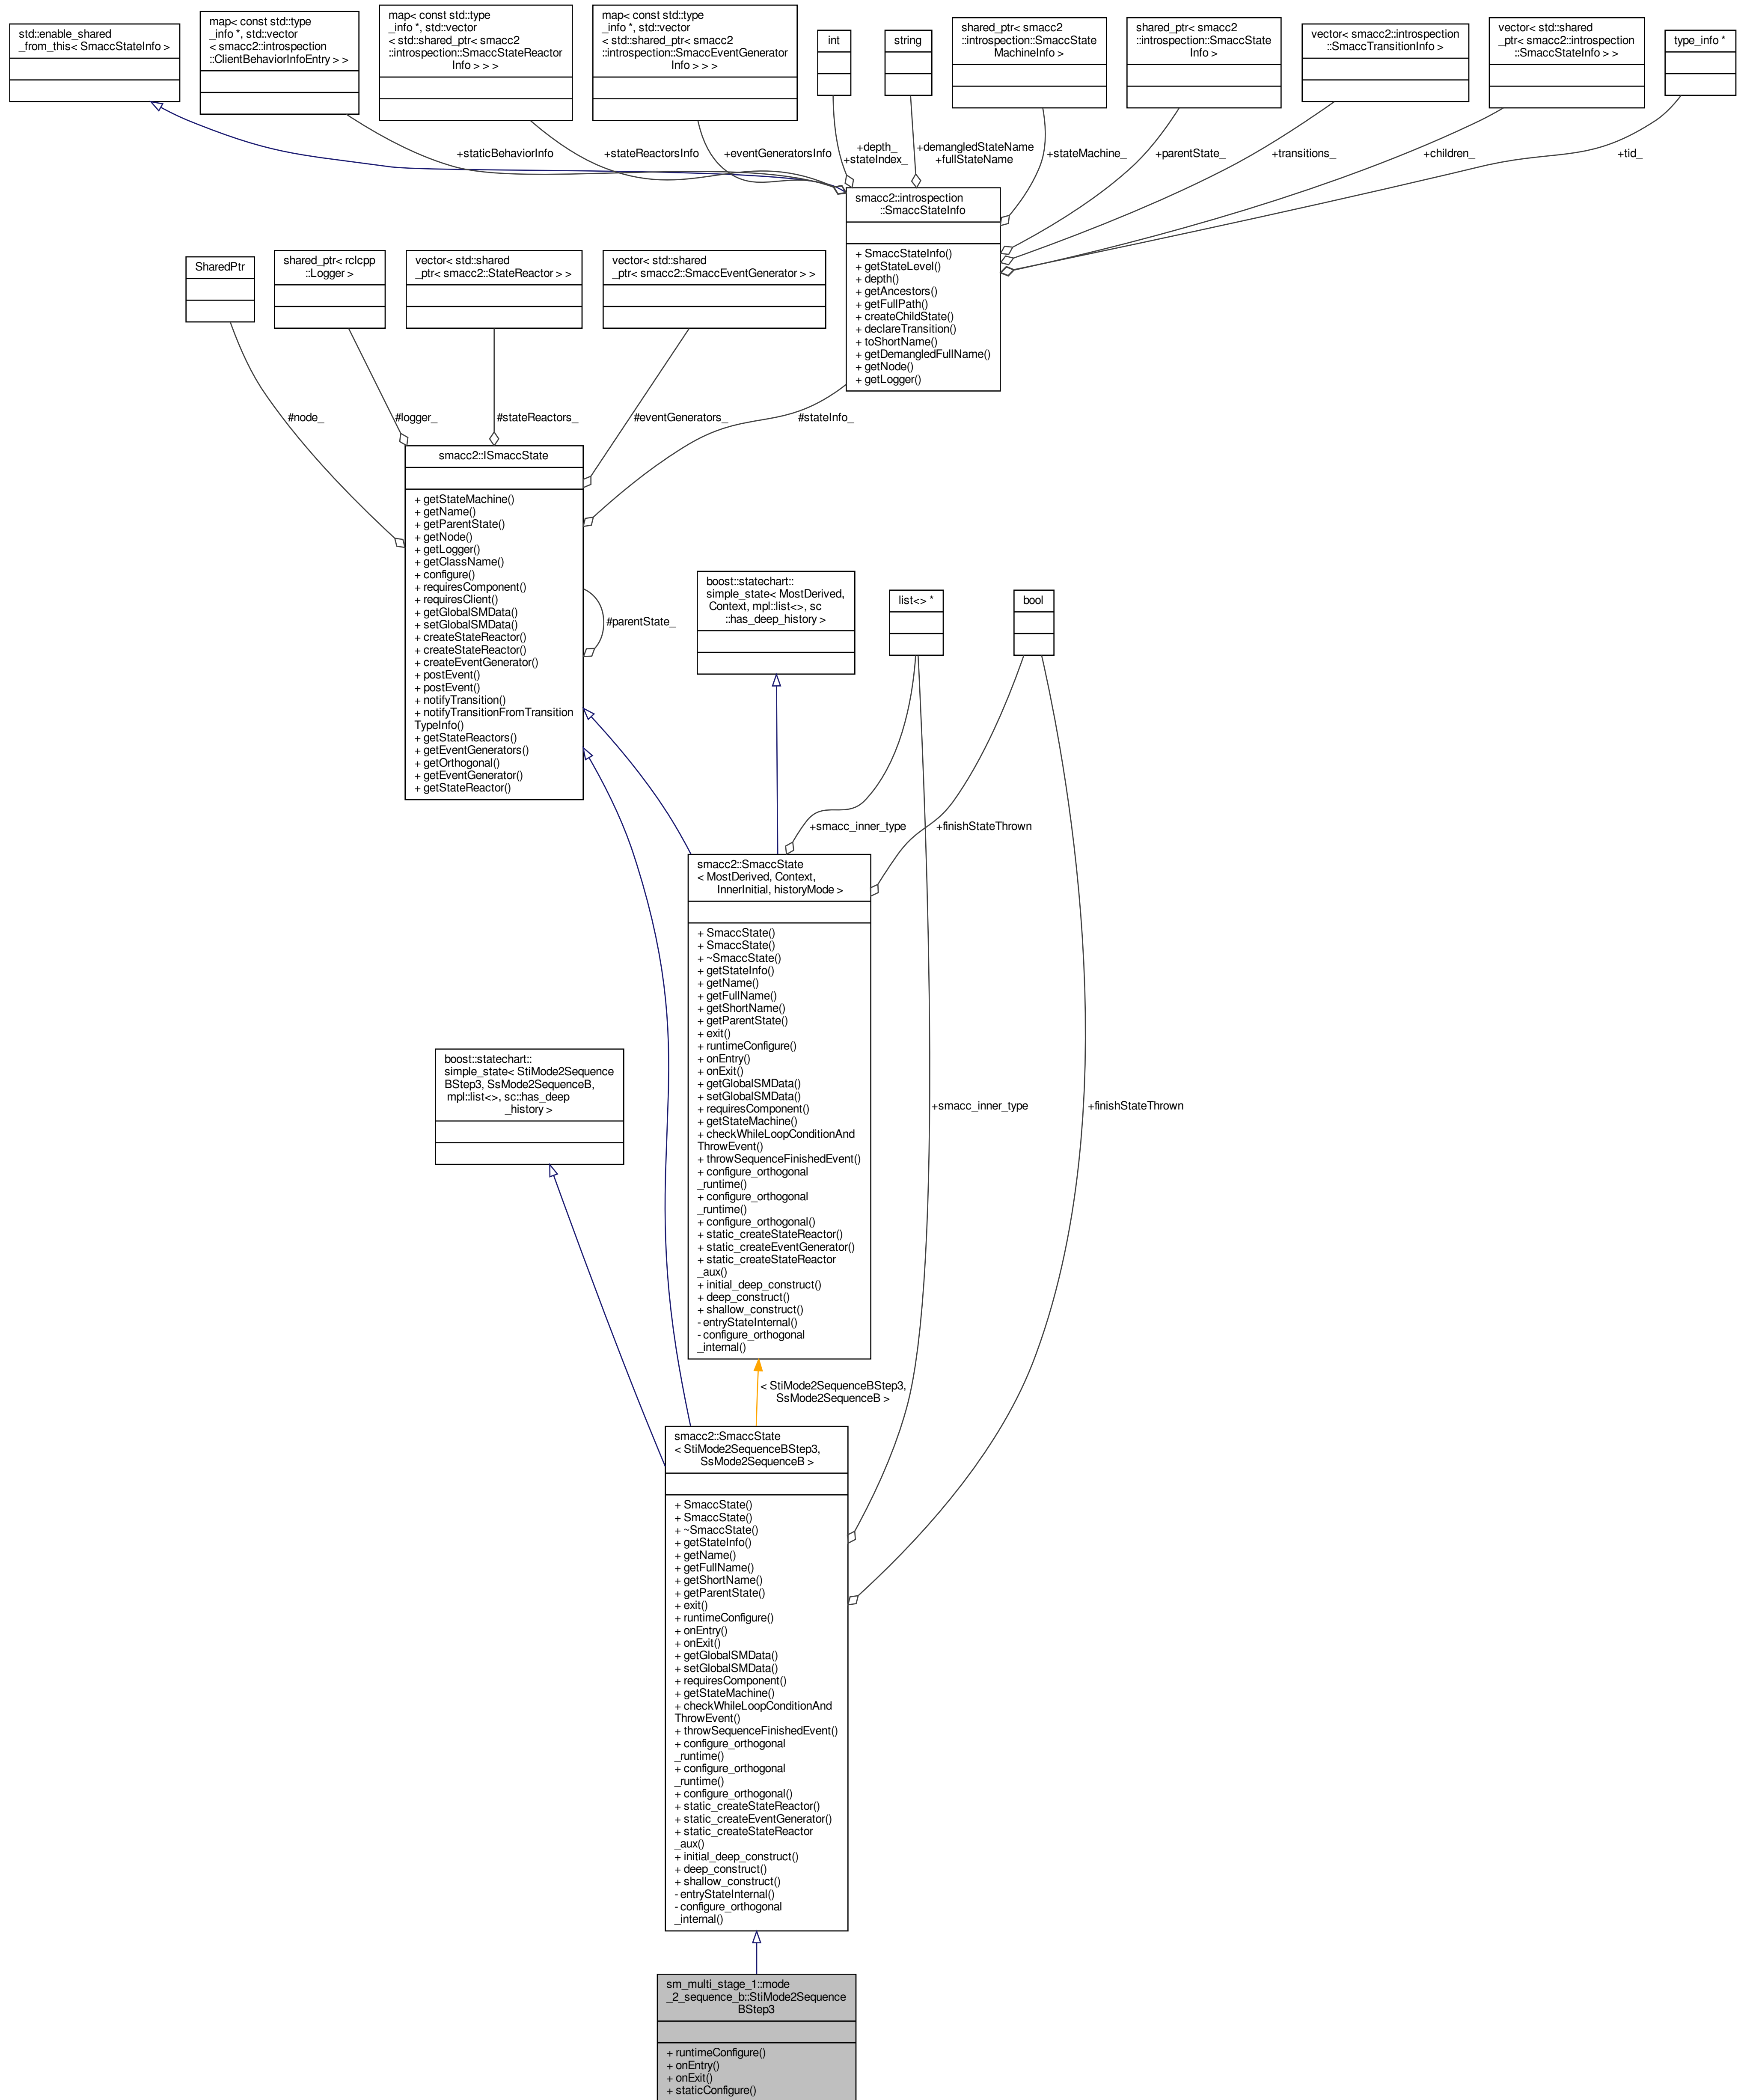 std::enable_shared
_from_this< SmaccStateInfo >
map< const std::type
_info *, std::vector
< smacc2::introspection
::ClientBehaviorInfoEntry > >
map< const std::type
_info *, std::vector
< std::shared_ptr< smacc2
::introspection::SmaccStateReactor
Info > > >
map< const std::type
_info *, std::vector
< std::shared_ptr< smacc2
::introspection::SmaccEventGenerator
Info > > >
int
string
shared_ptr< smacc2
::introspection::SmaccState
MachineInfo >
shared_ptr< smacc2
::introspection::SmaccState
Info >
vector< smacc2::introspection
::SmaccTransitionInfo >
vector< std::shared
_ptr< smacc2::introspection
::SmaccStateInfo > >
type_info *
+staticBehaviorInfo
+stateReactorsInfo
+eventGeneratorsInfo
+depth_
+stateIndex_
+demangledStateName
+fullStateName
+stateMachine_
+parentState_
+transitions_
+children_
+tid_
smacc2::introspection
::SmaccStateInfo
+ SmaccStateInfo()
+ getStateLevel()
+ depth()
+ getAncestors()
+ getFullPath()
+ createChildState()
+ declareTransition()
+ toShortName()
+ getDemangledFullName()
+ getNode()
+ getLogger()
SharedPtr
shared_ptr< rclcpp
::Logger >
vector< std::shared
_ptr< smacc2::StateReactor > >
vector< std::shared
_ptr< smacc2::SmaccEventGenerator > >
#node_
#logger_
#stateReactors_
#eventGenerators_
#stateInfo_
smacc2::ISmaccState
+ getStateMachine()
+ getName()
+ getParentState()
+ getNode()
+ getLogger()
+ getClassName()
+ configure()
+ requiresComponent()
+ requiresClient()
+ getGlobalSMData()
+ setGlobalSMData()
+ createStateReactor()
+ createStateReactor()
+ createEventGenerator()
+ postEvent()
+ postEvent()
+ notifyTransition()
+ notifyTransitionFromTransition
TypeInfo()
+ getStateReactors()
+ getEventGenerators()
+ getOrthogonal()
+ getEventGenerator()
+ getStateReactor()
#parentState_
boost::statechart::
simple_state< MostDerived,
Context, mpl::list<>, sc
::has_deep_history >
list<> *
bool
+smacc_inner_type
+finishStateThrown
smacc2::SmaccState
< MostDerived, Context,
InnerInitial, historyMode >
+ SmaccState()
+ SmaccState()
+ ~SmaccState()
+ getStateInfo()
+ getName()
+ getFullName()
+ getShortName()
+ getParentState()
+ exit()
+ runtimeConfigure()
+ onEntry()
+ onExit()
+ getGlobalSMData()
+ setGlobalSMData()
+ requiresComponent()
+ getStateMachine()
+ checkWhileLoopConditionAnd
ThrowEvent()
+ throwSequenceFinishedEvent()
+ configure_orthogonal
_runtime()
+ configure_orthogonal
_runtime()
+ configure_orthogonal()
+ static_createStateReactor()
+ static_createEventGenerator()
+ static_createStateReactor
_aux()
+ initial_deep_construct()
+ deep_construct()
+ shallow_construct()
- entryStateInternal()
- configure_orthogonal
_internal()
boost::statechart::
simple_state< StiMode2Sequence
BStep3, SsMode2SequenceB,
mpl::list<>, sc::has_deep
_history >
+smacc_inner_type
+finishStateThrown
< StiMode2SequenceBStep3,
SsMode2SequenceB >
smacc2::SmaccState
< StiMode2SequenceBStep3,
SsMode2SequenceB >
+ SmaccState()
+ SmaccState()
+ ~SmaccState()
+ getStateInfo()
+ getName()
+ getFullName()
+ getShortName()
+ getParentState()
+ exit()
+ runtimeConfigure()
+ onEntry()
+ onExit()
+ getGlobalSMData()
+ setGlobalSMData()
+ requiresComponent()
+ getStateMachine()
+ checkWhileLoopConditionAnd
ThrowEvent()
+ throwSequenceFinishedEvent()
+ configure_orthogonal
_runtime()
+ configure_orthogonal
_runtime()
+ configure_orthogonal()
+ static_createStateReactor()
+ static_createEventGenerator()
+ static_createStateReactor
_aux()
+ initial_deep_construct()
+ deep_construct()
+ shallow_construct()
- entryStateInternal()
- configure_orthogonal
_internal()
sm_multi_stage_1::mode
_2_sequence_b::StiMode2Sequence
BStep3
+ runtimeConfigure()
+ onEntry()
+ onExit()
+ staticConfigure()